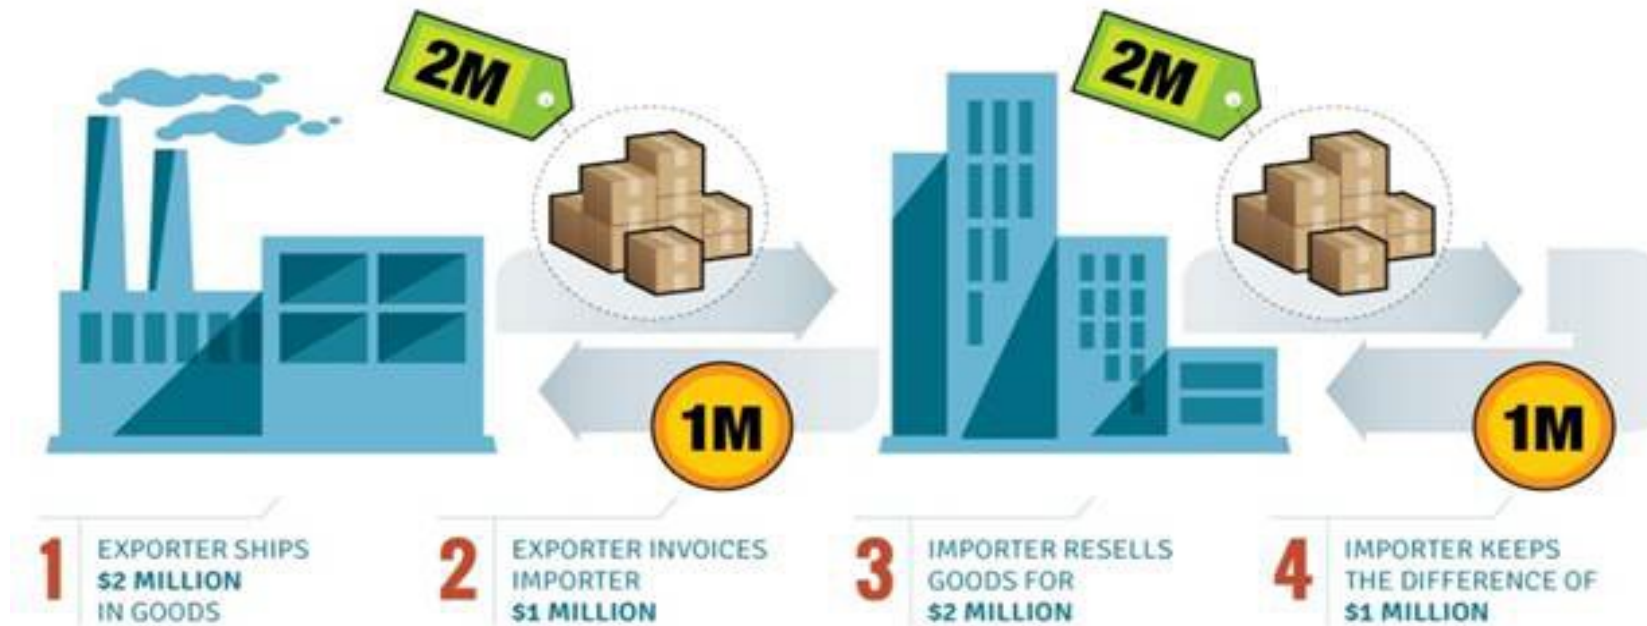 2M
2M
1M
1M
1
EXPORTER SHIPS
$2 MILLION
IN GOODS
2
EXPORTER INVOICES
IMPORTER
$1 MILLION
3
IMPORTER RESELLS
GOODS FOR
$2 MILLION
4
IMPORTER KEEPS
THE DIFFERENCE OF
$1 MILLION